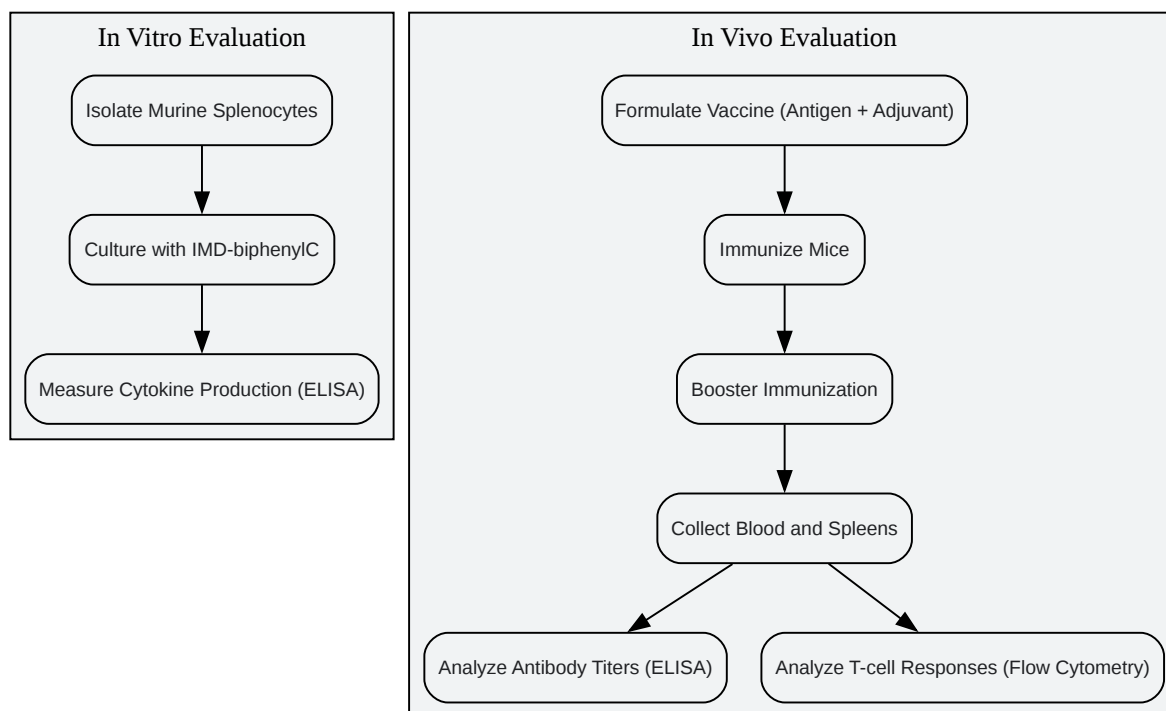 In Vitro Evaluation
Isolate Murine Splenocytes
Culture with IMD-biphenylC
Measure Cytokine Production (ELISA)
In Vivo Evaluation
Formulate Vaccine (Antigen + Adjuvant)
Immunize Mice
Booster Immunization
Collect Blood and Spleens
Analyze Antibody Titers (ELISA)
Analyze T-cell Responses (Flow Cytometry)